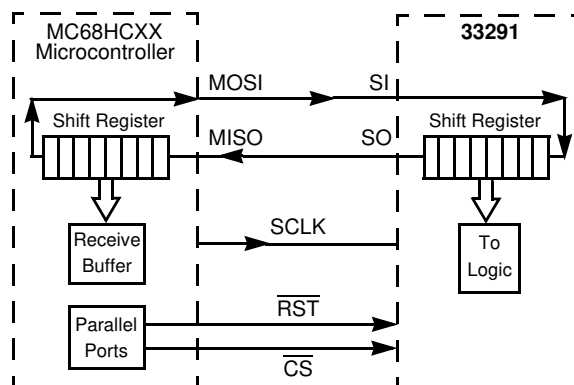 MC68HCXX
Microcontroller
33291
MOSI
SI
Shift Register
Shift Register
MISO
SO
Receive
Buffer
SCLK
To
Logic
Parallel
Ports
RST
CS